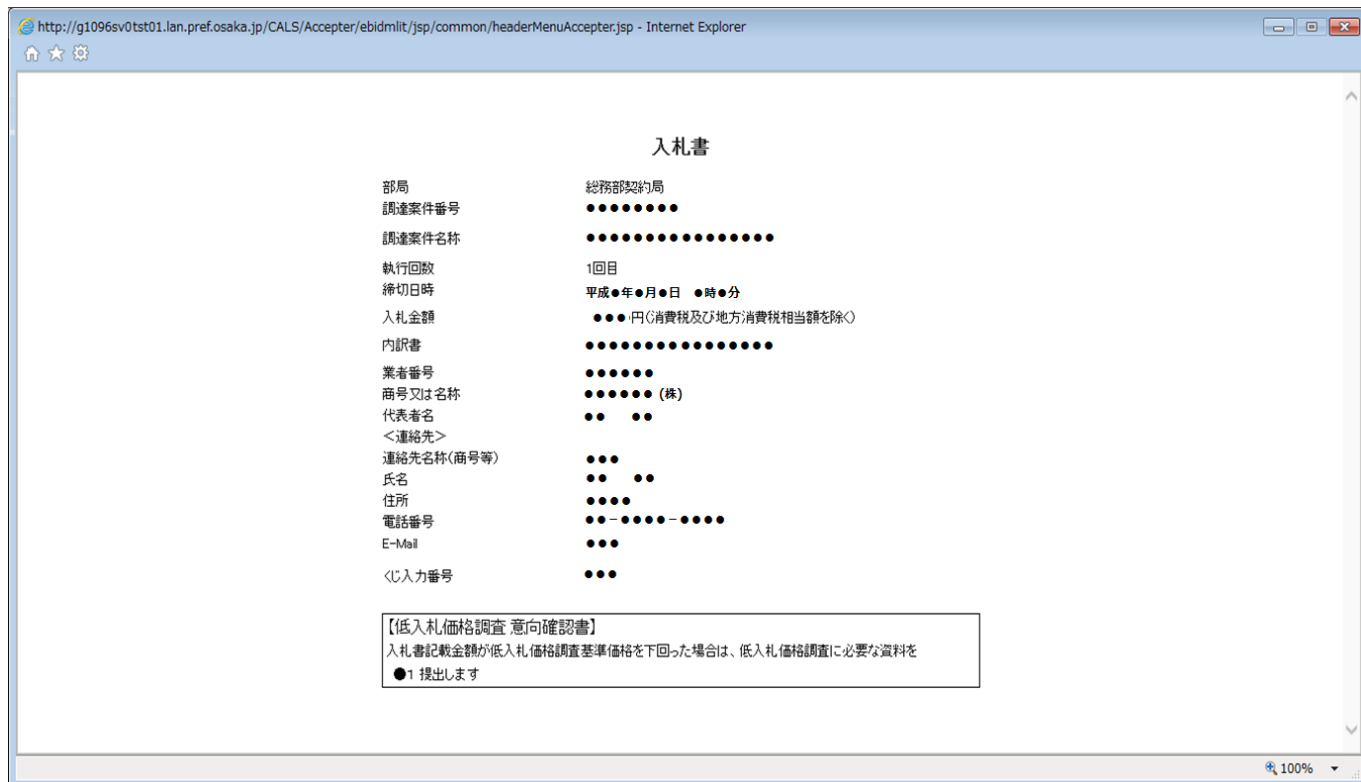 http://g1096sv0tst01.lan.pref.osaka.jp/CALS/Accepter/ebidmlit/jsp/common/headerMenuAccepter.jsp - Internet Explorer
入札書
部局 総務部契約局
調達案件番号 ●●●●●●●●
調達案件名称 ●●●●●●●●●●●●●●●●
執行回数 1回目
締切日時 平成●年●月●日 ●時●分
入札金額 ●●●円(消費税及び地方消費税相当額を除く)
内訳書 ●●●●●●●●●●●●●●●●
業者番号 ●●●●●●
商号又は名称 ●●●●●● (株)
代表者名 ●● ●●
＜連絡先＞
連絡先名称(商号等) ●●●
氏名 ●● ●●
住所 ●●●●
電話番号 ●●-●●●●-●●●●
E-Mail ●●●
くじ入力番号 ●●●
【低入札価格調査 意向確認書】
入札書記載金額が低入札価格調査基準価格を下回った場合は、低入札価格調査に必要な資料を
●1 提出します
100%